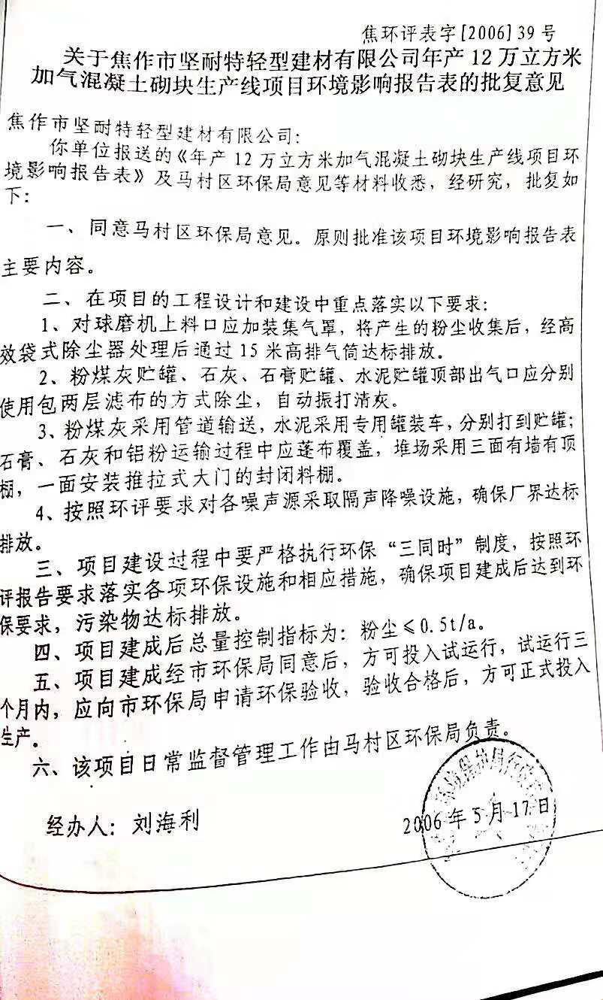 焦环评表字[2006]39号
关于焦作市坚耐特轻型建材有限公司年产12万立方米
加气混凝土砌块生产线项目环境影响报告表的批复意见
焦作市坚耐特轻型建材有限公司:
你单位报送的《年产12万立方米加气混凝土砌块生产线项目环
境影响报告表》及马村区环保局意见等材料收悉，经研究，批复如
下:
一、同意马村区环保局意见。原则批准该项目环境影响报告表
主要内容。
二、在项目的工程设计和建设中重点落实以下要求:
1、对球磨机上料口应加装集气罩，将产生的粉尘收集后，经高
效袋式除尘器处理后通过15米高排气筒达标排放。
2、粉煤灰贮罐、石灰、石膏贮罐、水泥贮罐顶部出气口应分别
使用包两层滤布的方式除尘，自动振打清灰。
3、粉煤灰采用管道输送，水泥采用专用罐装车，分别打到贮罐;
石膏、石灰和铝粉运输过程中应蓬布覆盖，堆场采用三面有墙有顶
棚，一面安装推拉式大门的封闭料棚。
4、按照环评要求对各噪声源采取隔声降噪设施，确保厂界达标
排放。
三、项目建设过程中要严格执行环保“三同时”制度，按照环
评报告要求落实各项环保设施和相应措施，确保项目建成后达到环
保要求，污染物达标排放。
四、项目建成后总量控制指标为: 粉尘≤0.5t/a。
五、项目建成经市环保局同意后，方可投入试运行，试运行三
个月内，应向市环保局申请环保验收，验收合格后，方可正式投入
生产。
六、该项目日常监督管理工作由马村区环保局负责。
环境保护局行政
经办人: 刘海利
2006年5月17日